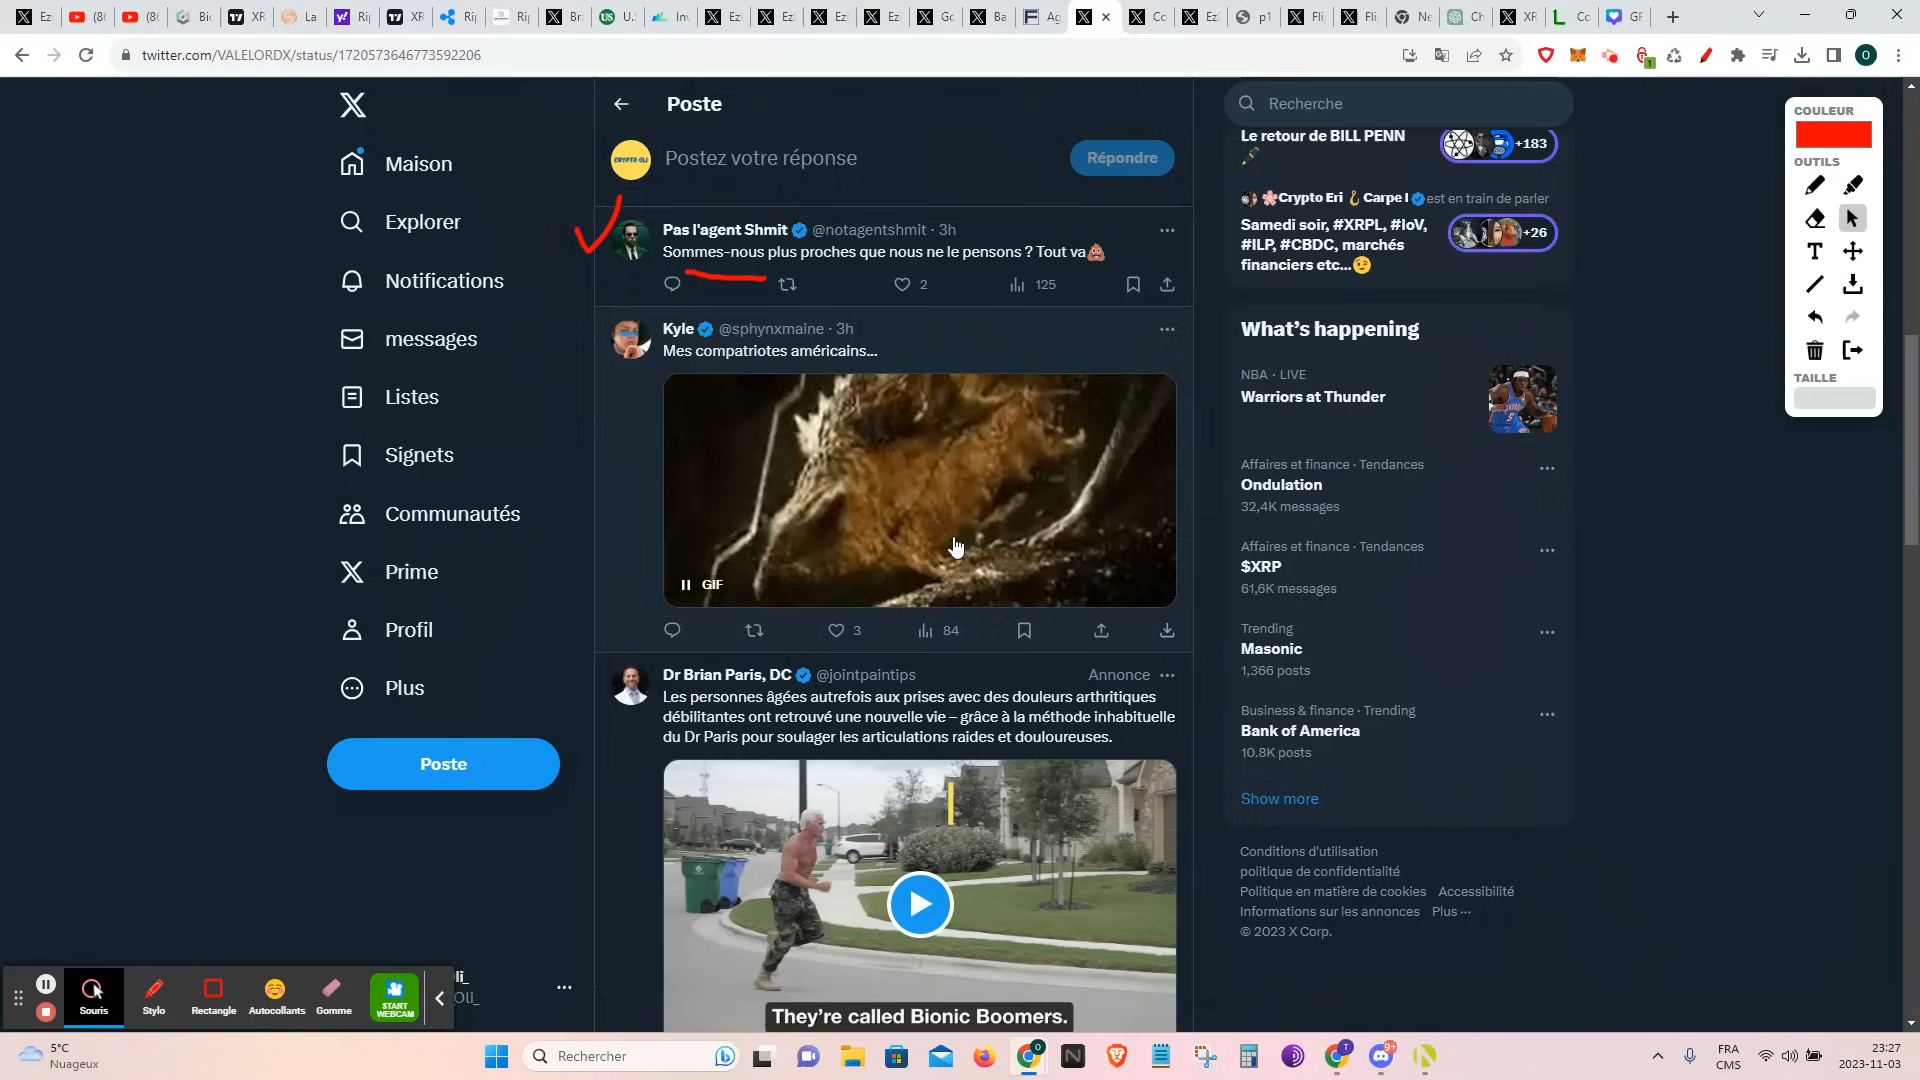 twitter.com/VALELORDX/status/1720573646773592206
Maison
Explorer
Notifications
messages
Listes
Signets
Communautés
Prime
Profil
Plus
Poste
Poste
CRYPTO OLI
Postez votre réponse
Répondre
Pas l'agent Shmit @notagentshmit · 3h
Sommes-nous plus proches que nous ne le pensons ? Tout va💩
2
125
Kyle @sphynxmaine · 3h
Mes compatriotes américains...
GIF
3
84
Dr Brian Paris, DC @jointpaintips
Annonce
Les personnes âgées autrefois aux prises avec des douleurs arthritiques
débilitantes ont retrouvé une nouvelle vie – grâce à la méthode inhabituelle
du Dr Paris pour soulager les articulations raides et douloureuses.
They're called Bionic Boomers.
Recherche
Le retour de BILL PENN
+183
Crypto Eri Carpe | est en train de parler
Samedi soir, #XRPL, #IoV,
#ILP, #CBDC, marchés
financiers etc...😉
+26
What's happening
NBA · LIVE
Warriors at Thunder
Affaires et finance · Tendances
Ondulation
32,4K messages
Affaires et finance · Tendances
$XRP
61,6K messages
Trending
Masonic
1,366 posts
Business & finance · Trending
Bank of America
10.8K posts
Show more
Conditions d'utilisation
politique de confidentialité
Politique en matière de cookies Accessibilité
Informations sur les annonces Plus ···
© 2023 X Corp.
COULEUR
OUTILS
TAILLE
Souris
Stylo
Rectangle
Autocollants
Gomme
START
WEBCAM
5°C
Nuageux
Rechercher
FRA
CMS
23:27
2023-11-03